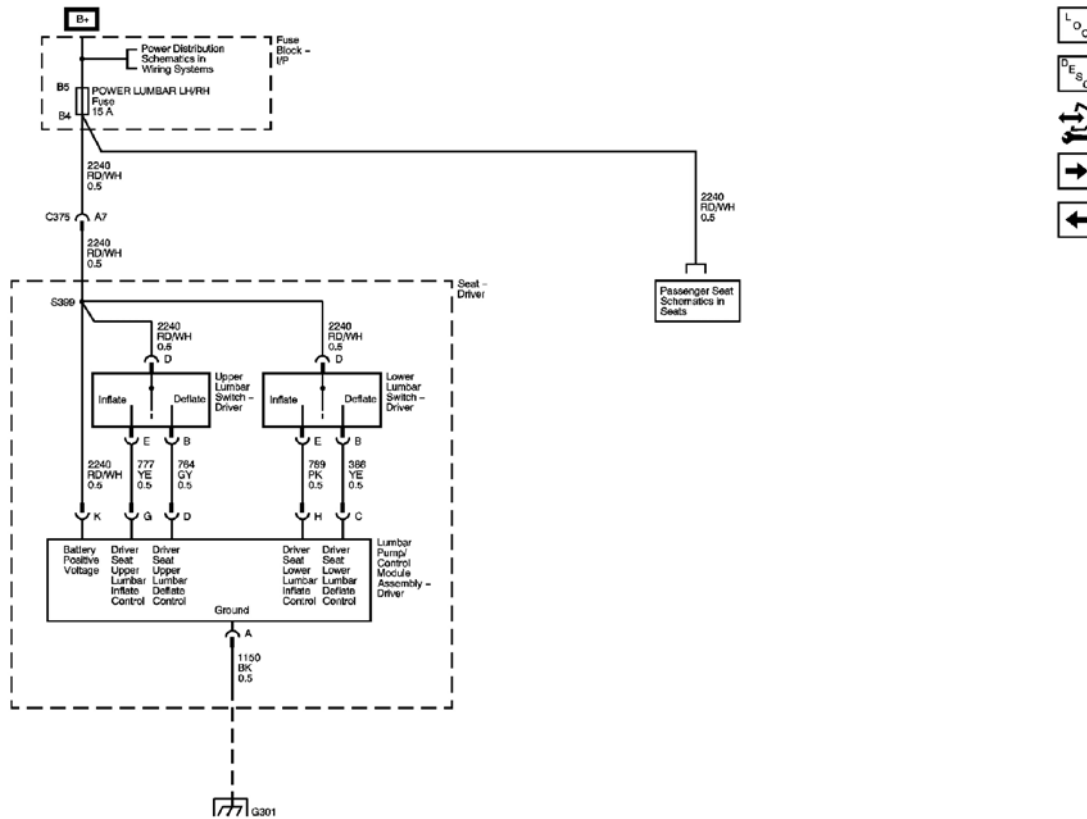 B+
Power Distribution
Schematics in
Wiring Systems
Fuse
Block –
I/P
B5
POWER LUMBAR LH/RH
Fuse
15 A
B4
2240
RD/WH
0.5
2240
RD/WH
0.5
C375
A7
2240
RD/WH
0.5
Passenger Seat
Schematics in
Seats
Seat –
Driver
S399
2240
RD/WH
0.5
D
2240
RD/WH
0.5
D
Inflate
Deflate
Upper
Lumbar
Switch –
Driver
Inflate
Deflate
Lower
Lumbar
Switch –
Driver
E
B
E
B
2240
RD/WH
0.5
777
YE
0.5
764
GY
0.5
789
PK
0.5
386
YE
0.5
K
G
D
H
C
Battery
Positive
Voltage
Driver
Seat
Upper
Lumbar
Inflate
Control
Driver
Seat
Upper
Lumbar
Deflate
Control
Driver
Seat
Lower
Lumbar
Inflate
Control
Driver
Seat
Lower
Lumbar
Deflate
Control
Lumbar
Pump/
Control
Module
Assembly –
Driver
Ground
A
1150
BK
0.5
G301
L
O
C
D
E
S
C